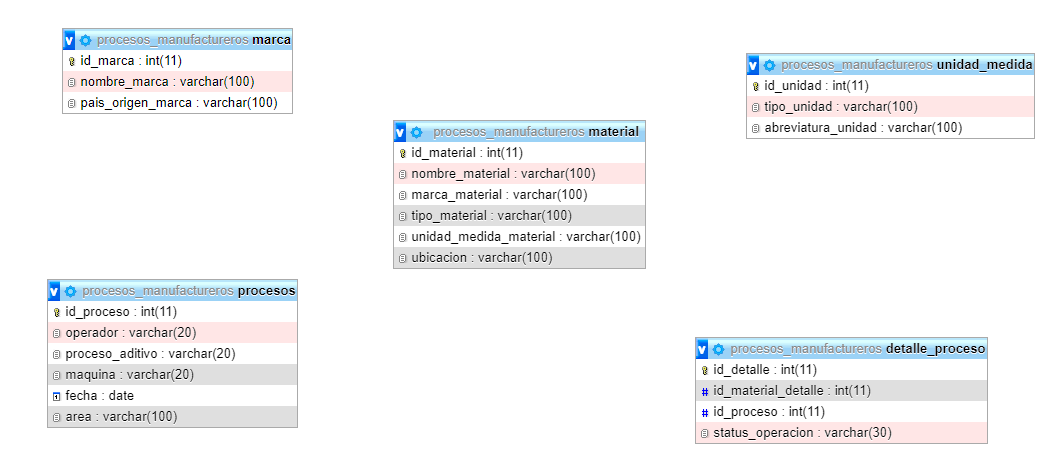 procesos_manufactureros marca
id_marca : int(11)
nombre_marca : varchar(100)
pais_origen_marca : varchar(100)
procesos_manufactureros unidad_medida
id_unidad : int(11)
tipo_unidad : varchar(100)
abreviatura_unidad : varchar(100)
procesos_manufactureros material
id_material : int(11)
nombre_material : varchar(100)
marca_material : varchar(100)
tipo_material : varchar(100)
unidad_medida_material : varchar(100)
ubicacion : varchar(100)
procesos_manufactureros procesos
id_proceso : int(11)
operador : varchar(20)
proceso_aditivo : varchar(20)
maquina : varchar(20)
fecha : date
area : varchar(100)
procesos_manufactureros detalle_proceso
id_detalle : int(11)
# id_material_detalle : int(11)
# id_proceso : int(11)
status_operacion : varchar(30)